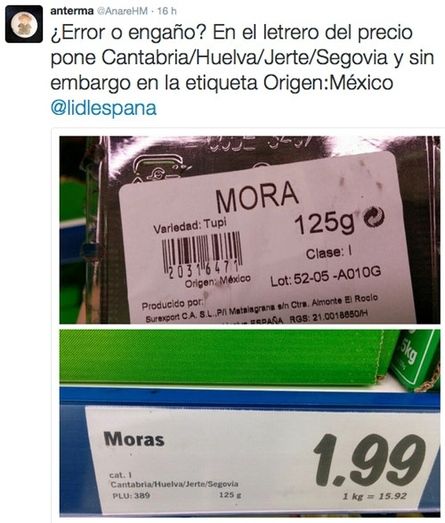 anterma @AnareHM · 16 h
¿Error o engaño? En el letrero del precio
pone Cantabria/Huelva/Jerte/Segovia y sin
embargo en la etiqueta Origen:México
@lidlespana
MORA
Variedad: Tupi
125g
20316471
Clase: I
Origen: México
Lot: 52-05 -A010G
Producido por:
Surexport C.A. S.L.P/I Matalagrana s/n Ctra. Almonte El Rocío
ESPAÑA RGS: 21.0018650/H
5kg
Moras
1.99
cat. I
Cantabria/Huelva/Jerte/Segovia
PLU: 389
125 g
1 kg = 15.92